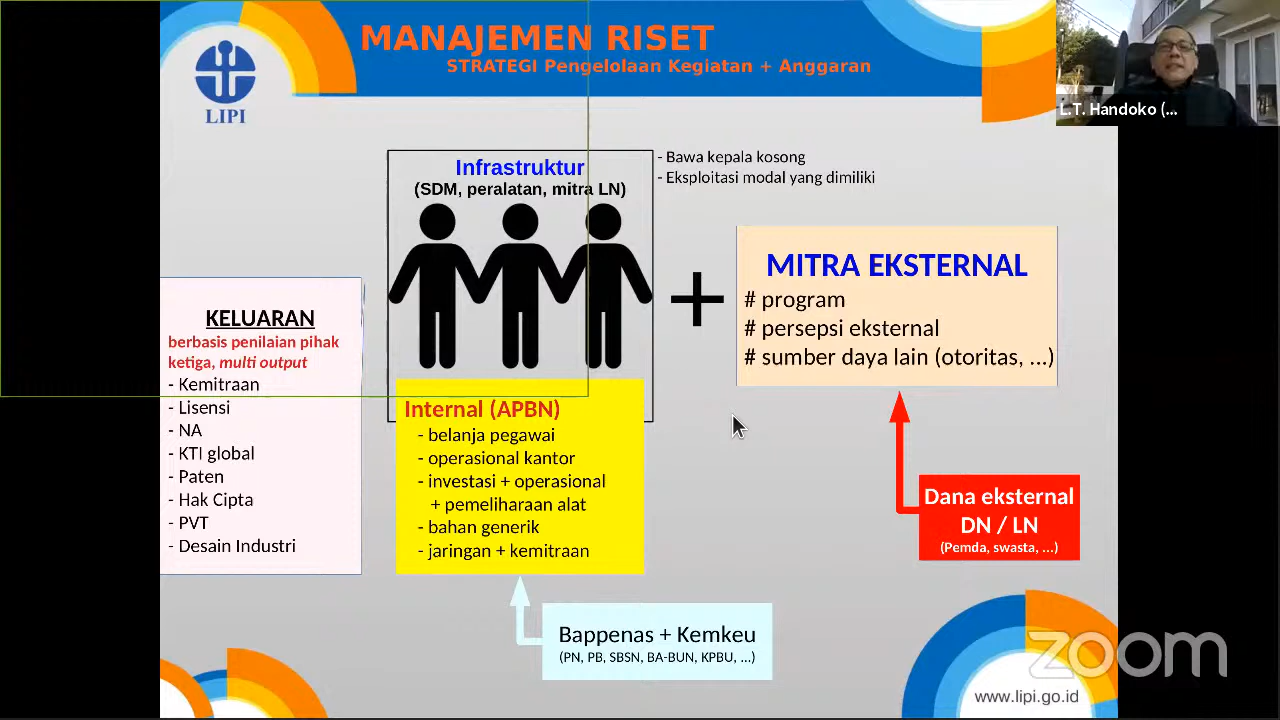 MANAJEMEN RISET
STRATEGI Pengelolaan Kegiatan + Anggaran
LIPI
L.T. Handoko (...
Infrastruktur
(SDM, peralatan, mitra LN)
- Bawa kepala kosong
- Eksploitasi modal yang dimiliki
+
MITRA EKSTERNAL
# program
# persepsi eksternal
# sumber daya lain (otoritas, ...)
KELUARAN
berbasis penilaian pihak
ketiga, multi output
- Kemitraan
- Lisensi
- NA
- KTI global
- Paten
- Hak Cipta
- PVT
- Desain Industri
Internal (APBN)
- belanja pegawai
- operasional kantor
- investasi + operasional
+ pemeliharaan alat
- bahan generik
- jaringan + kemitraan
Dana eksternal
DN / LN
(Pemda, swasta, ...)
Bappenas + Kemkeu
(PN, PB, SBSN, BA-BUN, KPBU, ...)
zoom
www.lipi.go.id